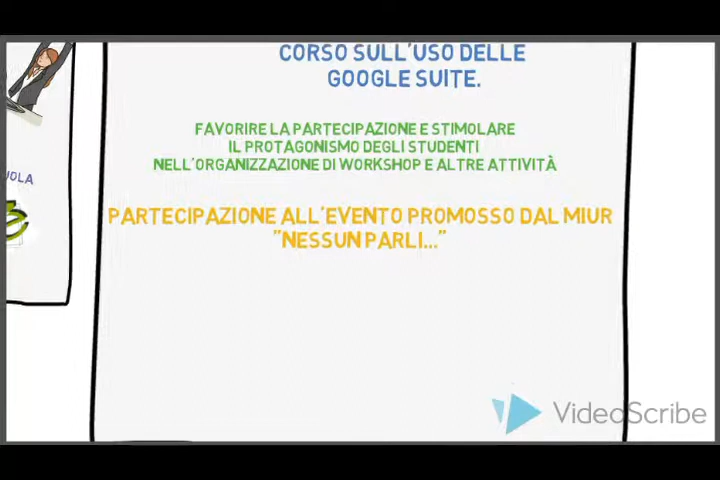 CORSO SULL'USO DELLE
GOOGLE SUITE.
FAVORIRE LA PARTECIPAZIONE E STIMOLARE
IL PROTAGONISMO DEGLI STUDENTI
NELL'ORGANIZZAZIONE DI WORKSHOP E ALTRE ATTIVITÀ
UOLA
PARTECIPAZIONE ALL'EVENTO PROMOSSO DAL MIUR
"NESSUN PARLI..."
VideoScribe